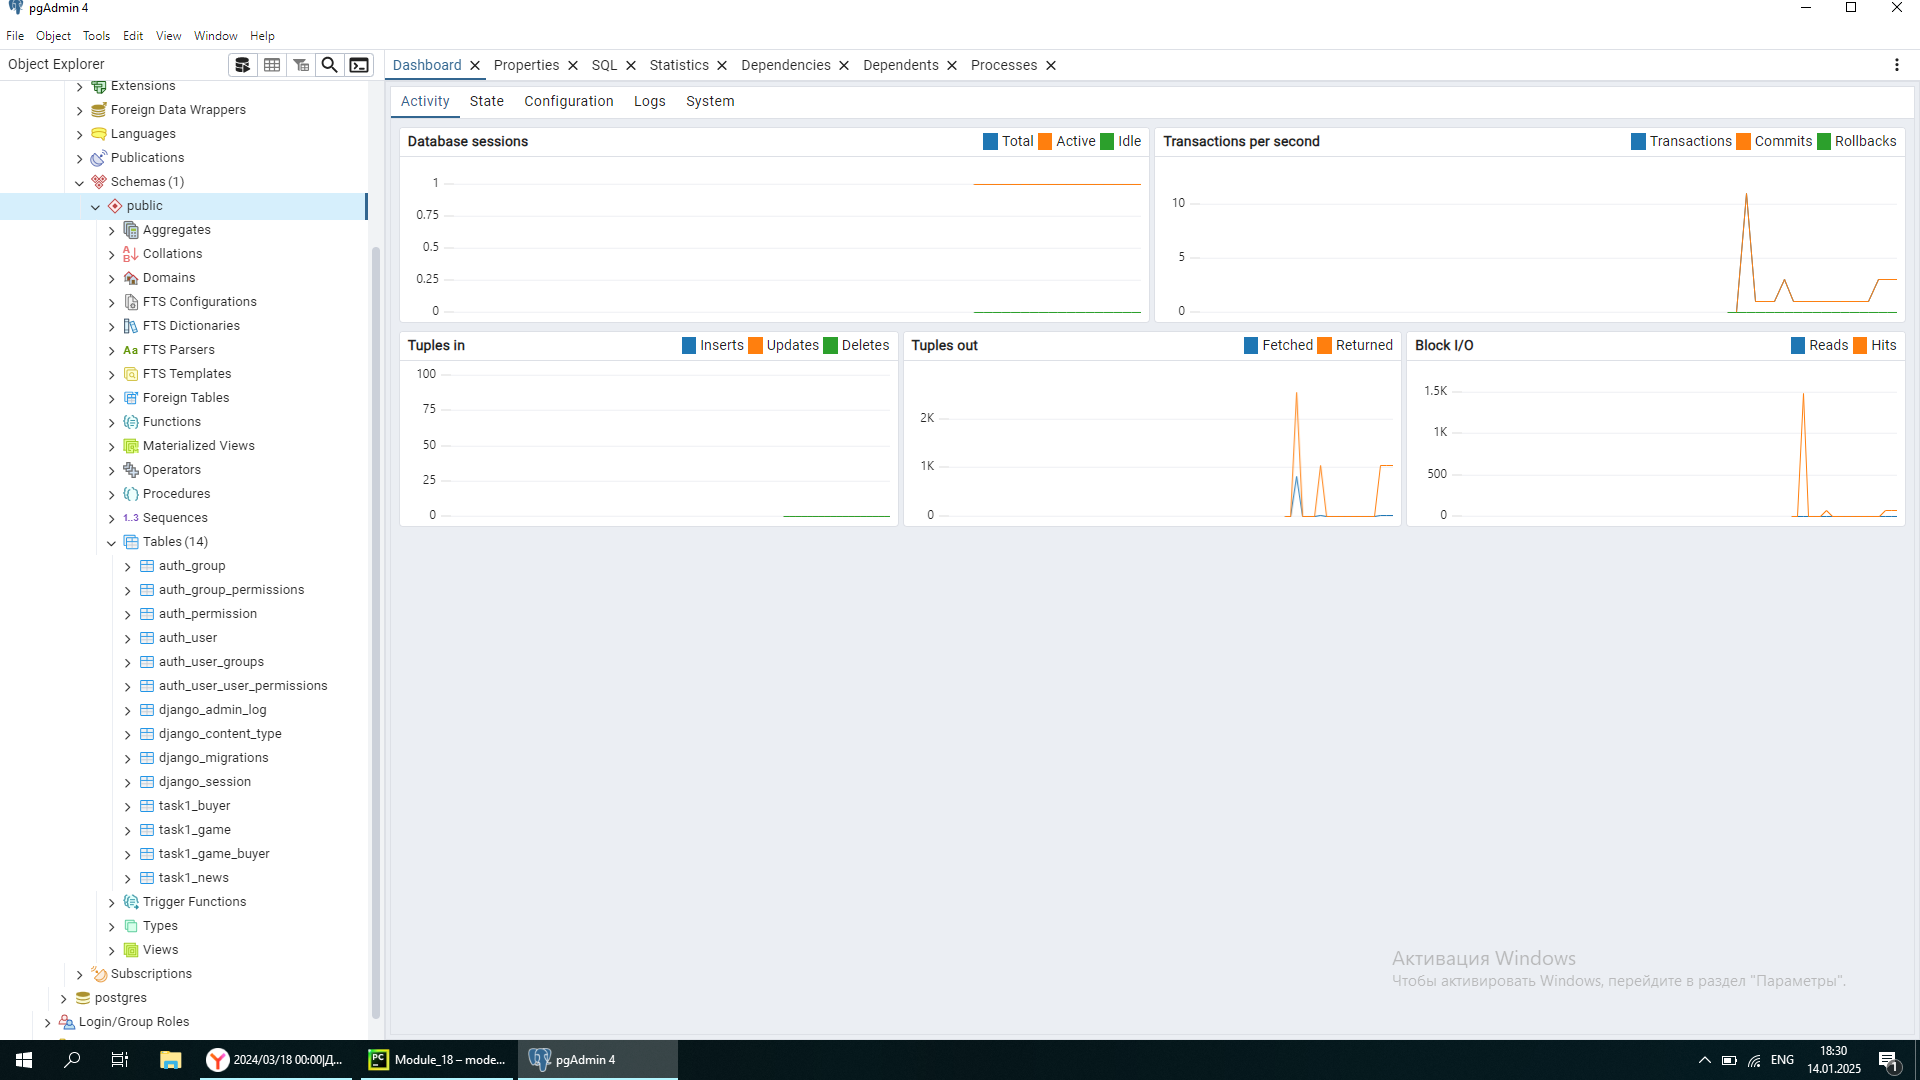 pgAdmin 4
File Object Tools Edit View Window Help
Object Explorer
Extensions
Foreign Data Wrappers
Languages
Publications
Schemas (1)
public
Aggregates
Collations
Domains
FTS Configurations
FTS Dictionaries
Aa FTS Parsers
FTS Templates
Foreign Tables
Functions
Materialized Views
Operators
Procedures
1..3 Sequences
Tables (14)
auth_group
auth_group_permissions
auth_permission
auth_user
auth_user_groups
auth_user_user_permissions
django_admin_log
django_content_type
django_migrations
django_session
task1_buyer
task1_game
task1_game_buyer
task1_news
Trigger Functions
Types
Views
Subscriptions
postgres
Login/Group Roles
Dashboard Properties SQL Statistics Dependencies Dependents Processes
Activity State Configuration Logs System
Database sessions Total Active Idle
1
0.75
0.5
0.25
0
Transactions per second Transactions Commits Rollbacks
10
5
0
Tuples in Inserts Updates Deletes
100
75
50
25
0
Tuples out Fetched Returned
2K
1K
0
Block I/O Reads Hits
1.5K
1K
500
0
Активация Windows
Чтобы активировать Windows, перейдите в раздел "Параметры".
2024/03/18 00:00|Д...
PC Module_18 – mode...
pgAdmin 4
ENG
18:30
14.01.2025
1